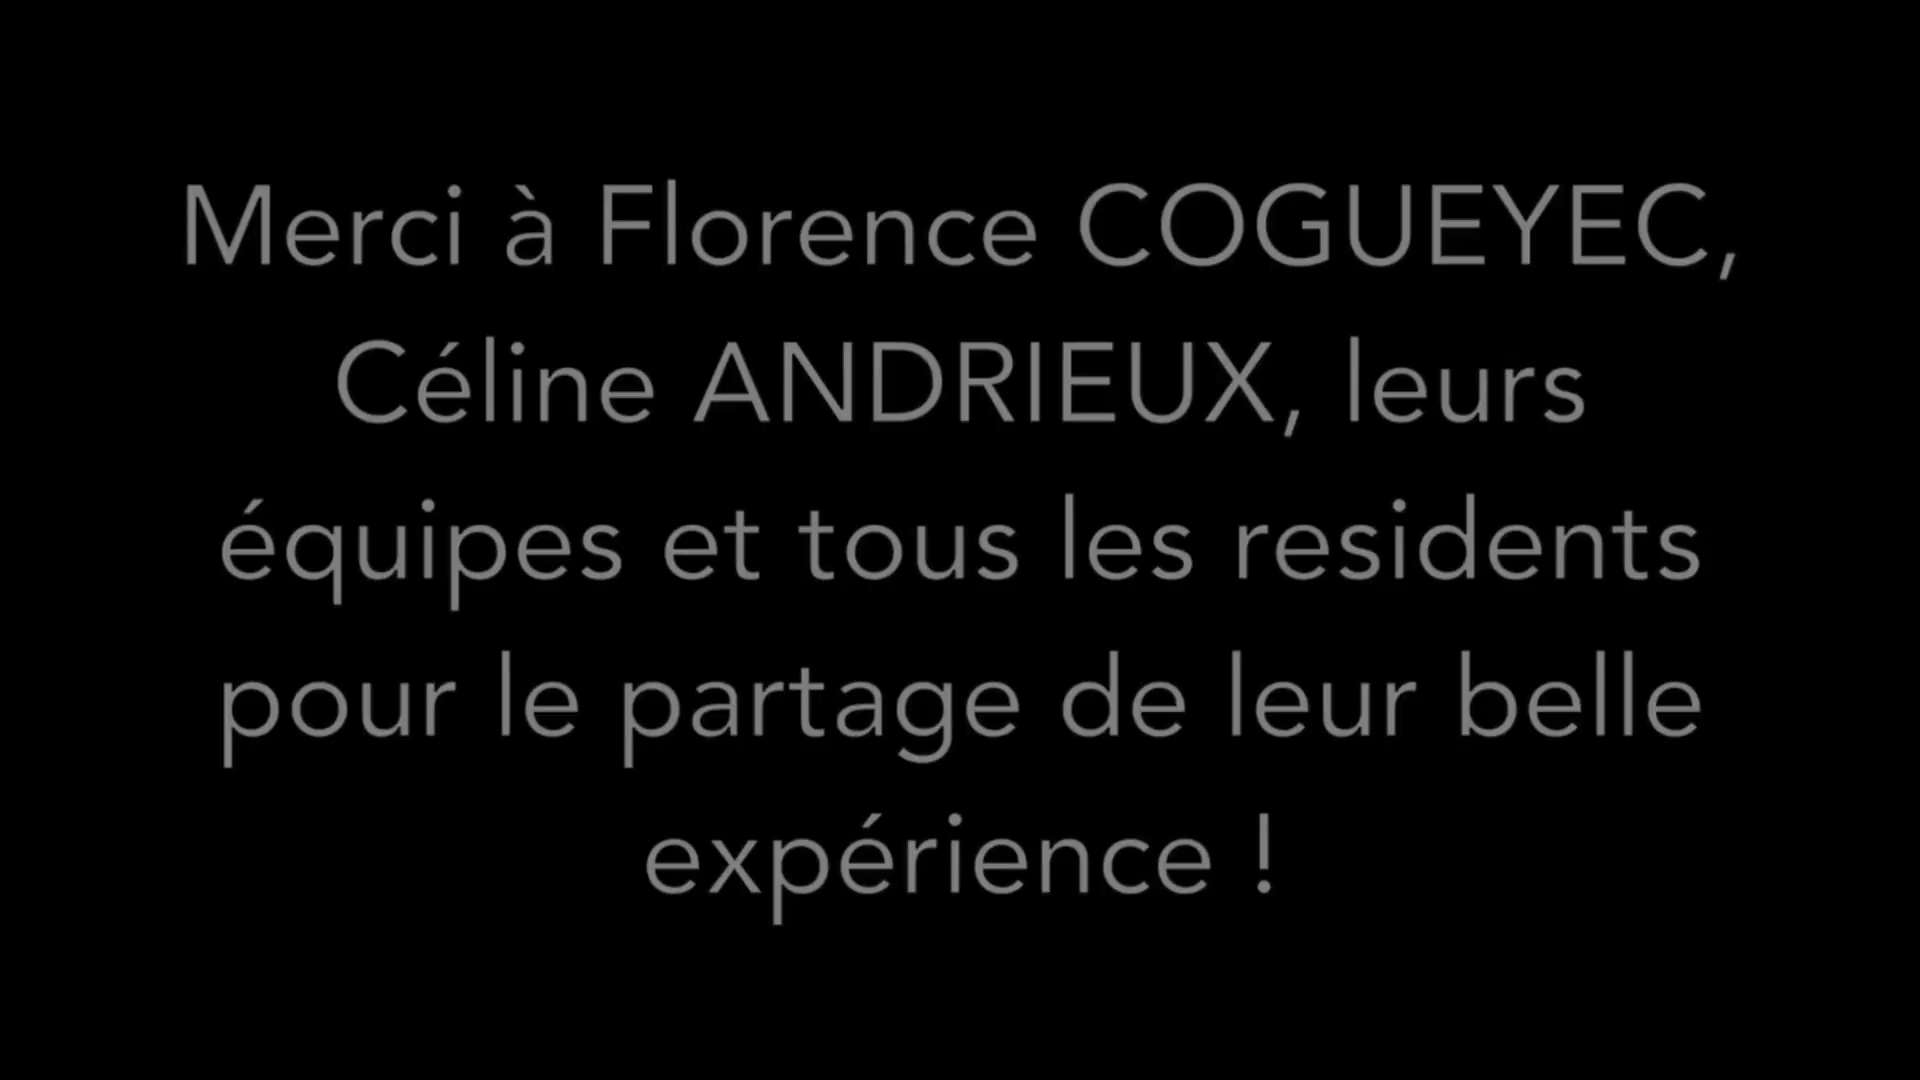 Merci à Florence COGUEYEC,
Céline ANDRIEUX, leurs
équipes et tous les residents
pour le partage de leur belle
expérience !